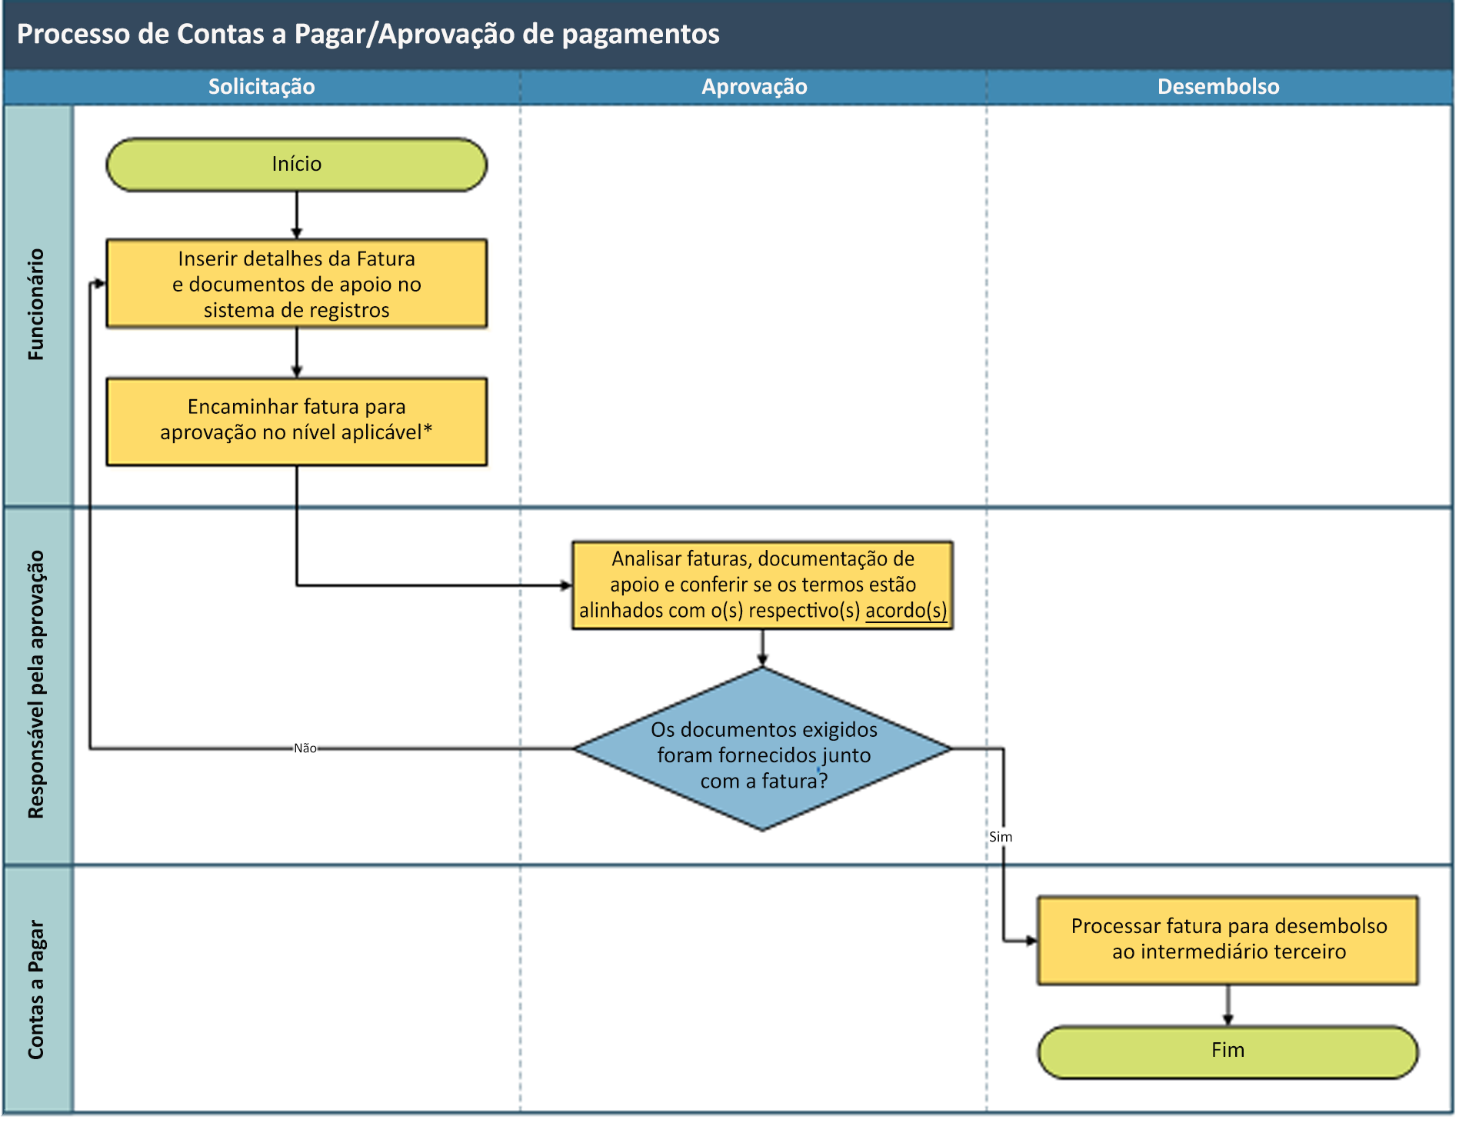 Processo de Contas a Pagar/Aprovação de pagamentos
Solicitação
Aprovação
Desembolso
Funcionário
Início
Inserir detalhes da Fatura
e documentos de apoio no
sistema de registros
Encaminhar fatura para
aprovação no nível aplicável*
Responsável pela aprovação
Analisar faturas, documentação de
apoio e conferir se os termos estão
alinhados com o(s) respectivo(s) acordo(s)
Os documentos exigidos
foram fornecidos junto
com a fatura?
Não
Sim
Contas a Pagar
Processar fatura para desembolso
ao intermediário terceiro
Fim